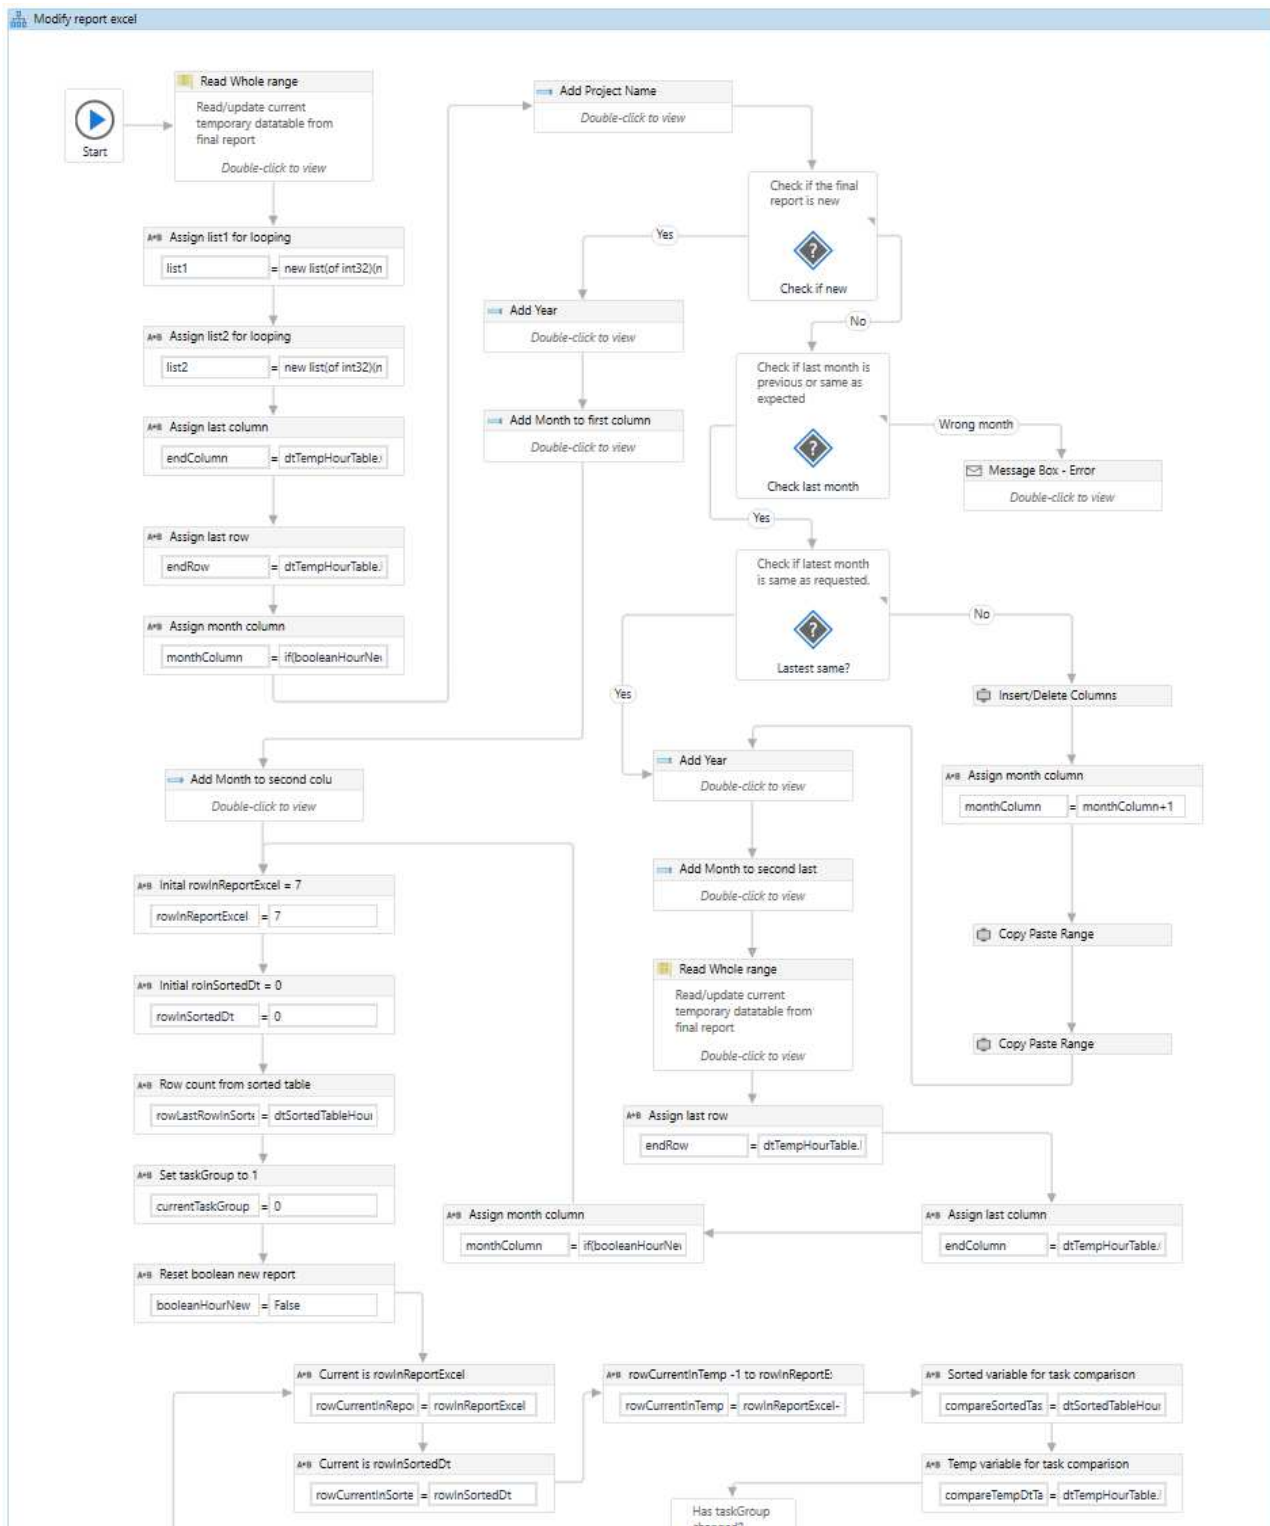 Modify report excel
Start
Read Whole range
Read/update current
temporary datatable from
final report
Double-click to view
A+B Assign list1 for looping
list1 = new list(of int32)(n
A+B Assign list2 for looping
list2 = new list(of int32)(n
A+B Assign last column
endColumn = dtTempHourTable.
A+B Assign last row
endRow = dtTempHourTable.
A+B Assign month column
monthColumn = if(booleanHourNe
Add Project Name
Double-click to view
Check if the final
report is new
Check if new
Yes
No
Add Year
Double-click to view
Add Month to first column
Double-click to view
Check if last month is
previous or same as
expected
Check last month
Wrong month
Message Box - Error
Double-click to view
Yes
Check if latest month
is same as requested.
Lastest same?
No
Yes
Insert/Delete Columns
A+B Assign month column
monthColumn = monthColumn+1
Copy Paste Range
Copy Paste Range
Add Year
Double-click to view
Add Month to second last
Double-click to view
Read Whole range
Read/update current
temporary datatable from
final report
Double-click to view
A+B Assign last row
endRow = dtTempHourTable.
A+B Assign last column
endColumn = dtTempHourTable.
A+B Assign month column
monthColumn = if(booleanHourNe
Add Month to second colu
Double-click to view
A+B Inital rowInReportExcel = 7
rowInReportExcel = 7
A+B Initial roInSortedDt = 0
rowInSortedDt = 0
A+B Row count from sorted table
rowLastRowInSorte = dtSortedTableHou
A+B Set taskGroup to 1
currentTaskGroup = 0
A+B Reset boolean new report
booleanHourNew = False
A+B Current is rowInReportExcel
rowCurrentInRepo = rowInReportExcel
A+B Current is rowInSortedDt
rowCurrentInSorte = rowInSortedDt
A+B rowCurrentInTemp -1 to rowInReportE
rowCurrentInTemp = rowInReportExcel-
A+B Sorted variable for task comparison
compareSortedTas = dtSortedTableHou
A+B Temp variable for task comparison
compareTempDtTa = dtTempHourTable.
Has taskGroup
changed?